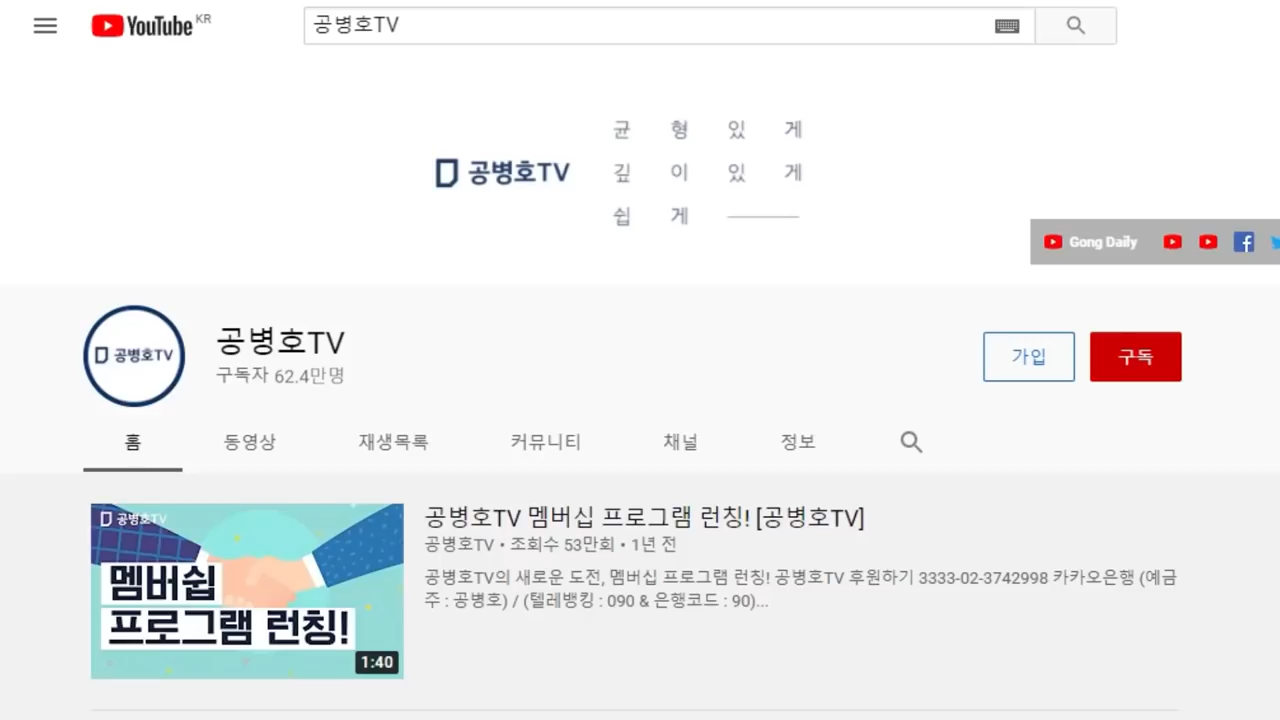 YouTube KR
공병호TV
균 형 있 게
공병호TV
깊 이 있 게
쉽 게
Gong Daily
공병호TV
공병호TV
구독자 62.4만명
가입
구독
홈
동영상
재생목록
커뮤니티
채널
정보
공병호TV
멤버쉽
프로그램 런칭!
1:40
공병호TV 멤버십 프로그램 런칭! [공병호TV]
공병호TV • 조회수 53만회 • 1년 전
공병호TV의 새로운 도전, 멤버십 프로그램 런칭! 공병호TV 후원하기 3333-02-3742998 카카오은행 (예금
주 : 공병호) / (텔레뱅킹 : 090 & 은행코드 : 90)...